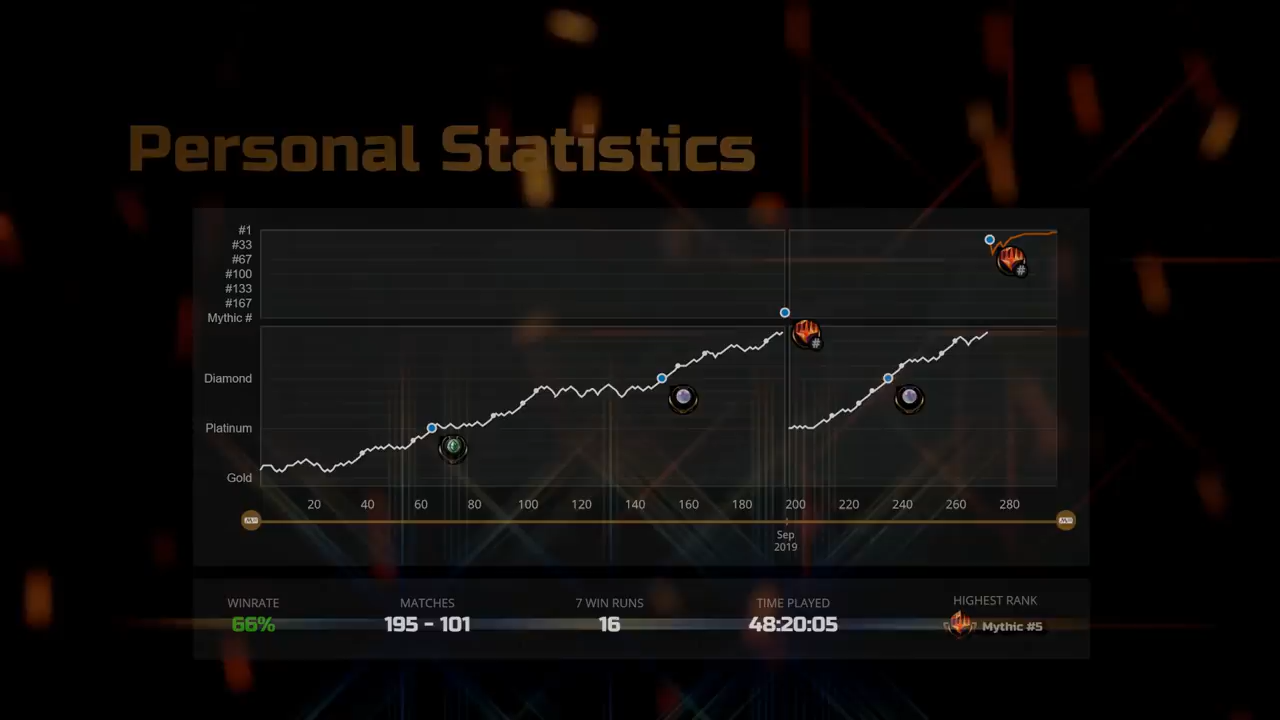 Personal Statistics
#1
#33
#67
#100
#133
#167
Mythic #
#
#
Diamond
Platinum
Gold
20 40 60 80 100 120 140 160 180 200 220 240 260 280
Sep
2019
WINRATE MATCHES 7 WIN RUNS TIME PLAYED HIGHEST RANK
66% 195 - 101 16 48:20:05 Mythic #5